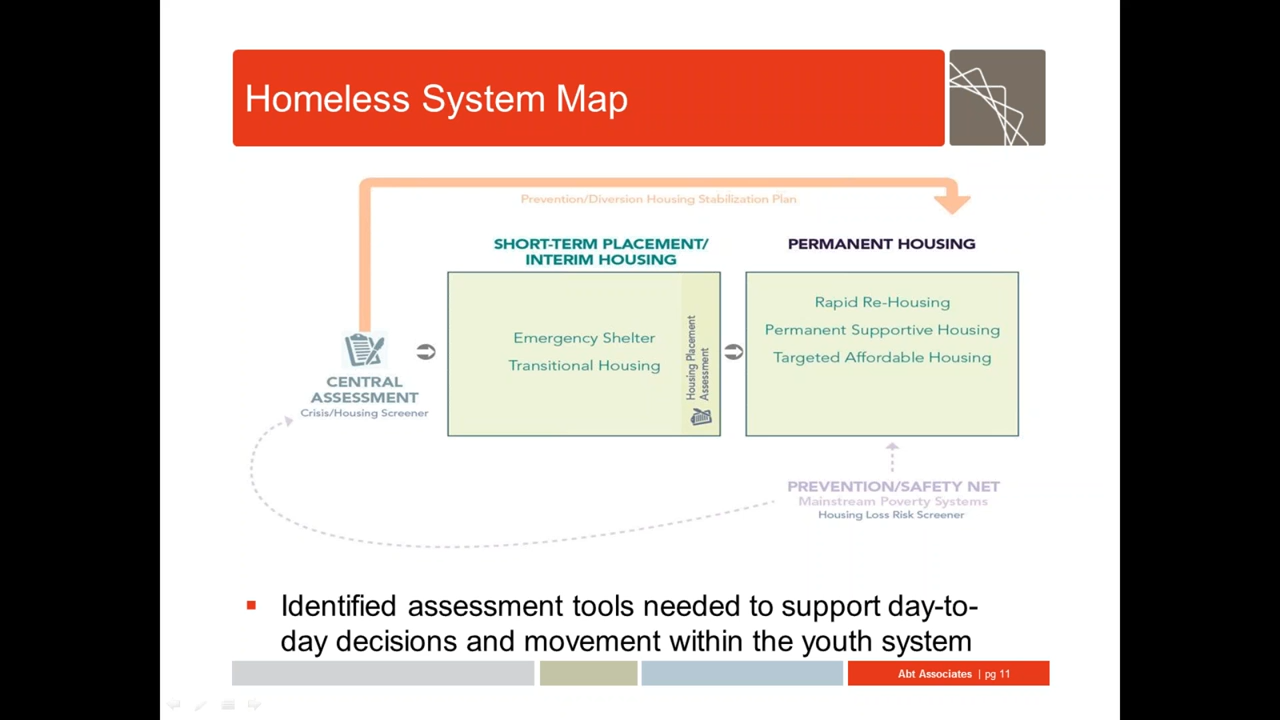 Homeless System Map
Prevention/Diversion Housing Stabilization Plan
SHORT-TERM PLACEMENT/
INTERIM HOUSING
PERMANENT HOUSING
Emergency Shelter
Transitional Housing
Housing Placement
Assessment
Rapid Re-Housing
Permanent Supportive Housing
Targeted Affordable Housing
CENTRAL
ASSESSMENT
Crisis/Housing Screener
PREVENTION/SAFETY NET
Mainstream Poverty Systems
Housing Loss Risk Screener
Identified assessment tools needed to support day-to-
day decisions and movement within the youth system
Abt Associates | pg 11